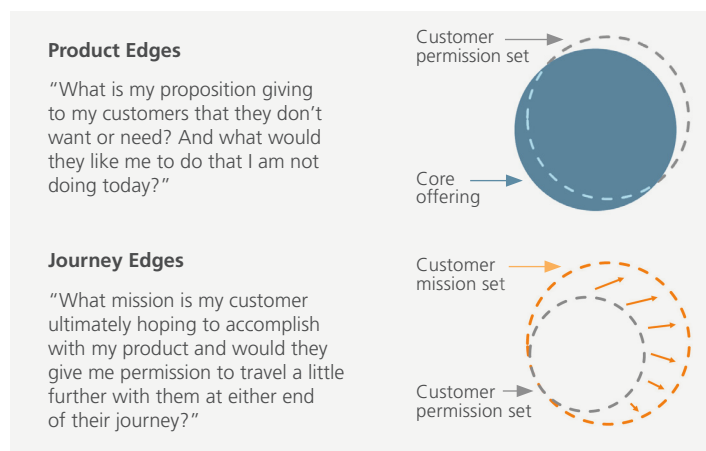 Product Edges
“What is my proposition giving
to my customers that they don’t
want or need? And what would
they like me to do that I am not
doing today?”
Customer
permission set
Core
offering
Journey Edges
“What mission is my customer
ultimately hoping to accomplish
with my product and would they
give me permission to travel a little
further with them at either end
of their journey?”
Customer
mission set
Customer
permission set